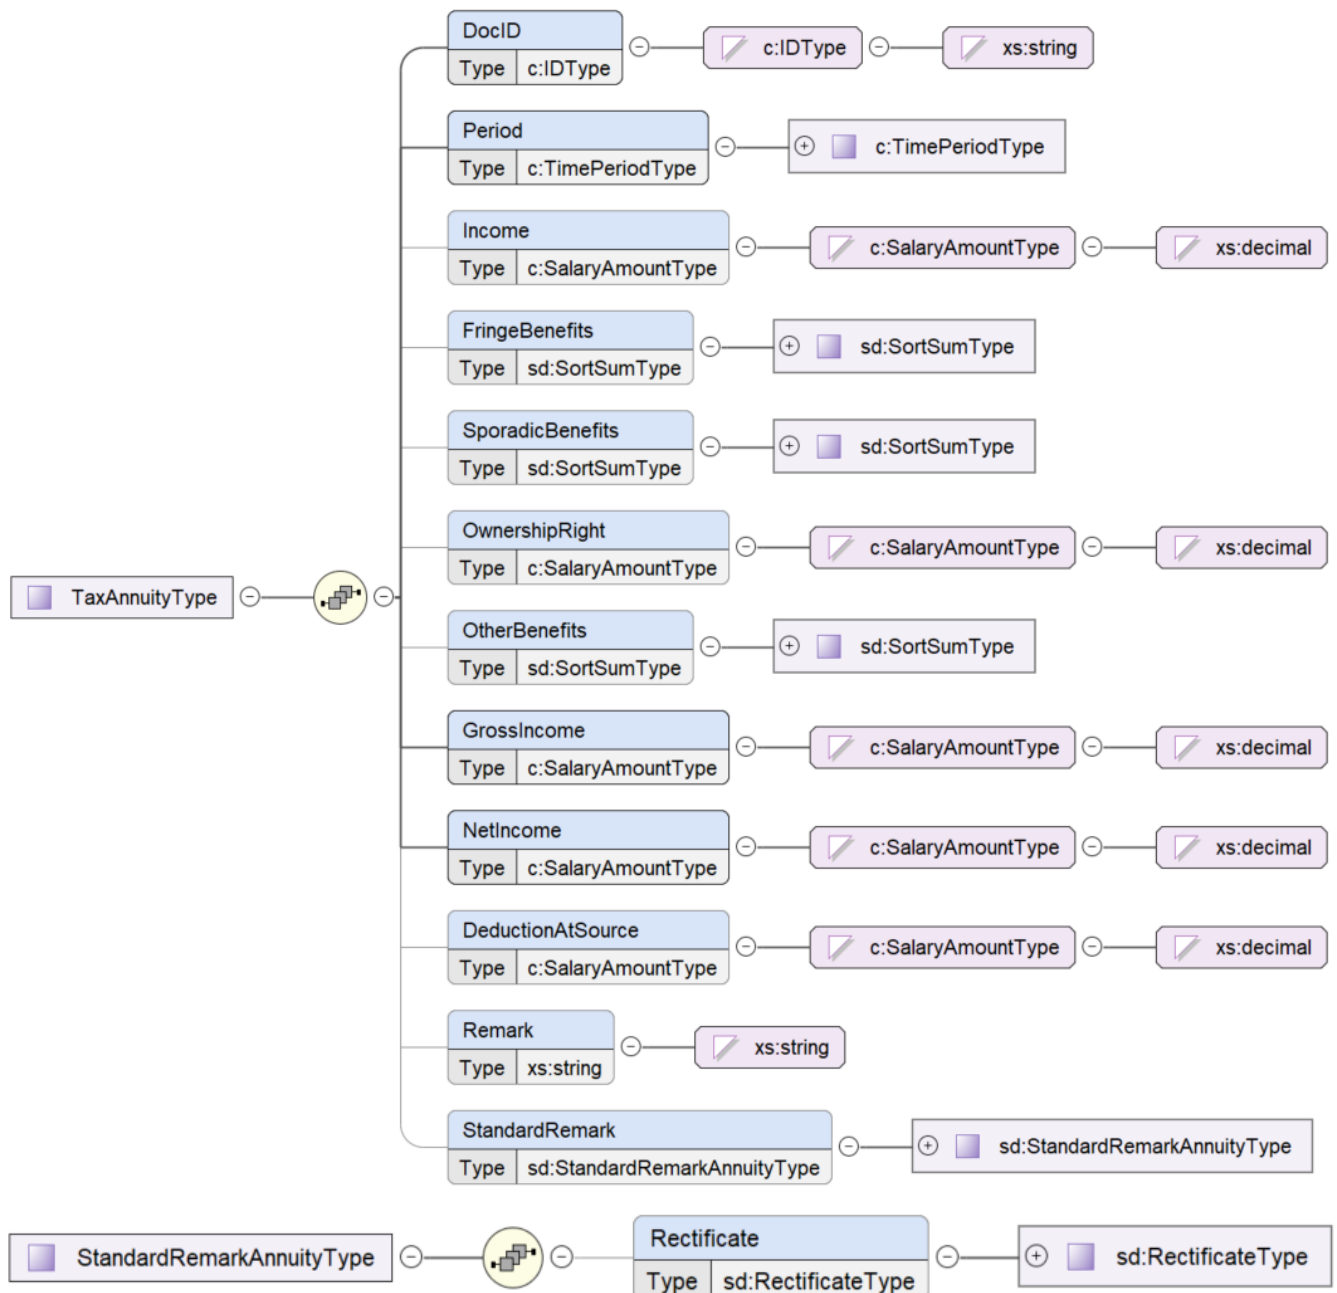 DocID
Type c:IDType
c:IDType
xs:string
Period
Type c:TimePeriodType
c:TimePeriodType
Income
Type c:SalaryAmountType
c:SalaryAmountType
xs:decimal
FringeBenefits
Type sd:SortSumType
sd:SortSumType
SporadicBenefits
Type sd:SortSumType
sd:SortSumType
OwnershipRight
Type c:SalaryAmountType
c:SalaryAmountType
xs:decimal
TaxAnnuityType
OtherBenefits
Type sd:SortSumType
sd:SortSumType
GrossIncome
Type c:SalaryAmountType
c:SalaryAmountType
xs:decimal
NetIncome
Type c:SalaryAmountType
c:SalaryAmountType
xs:decimal
DeductionAtSource
Type c:SalaryAmountType
c:SalaryAmountType
xs:decimal
Remark
Type xs:string
xs:string
StandardRemark
Type sd:StandardRemarkAnnuityType
sd:StandardRemarkAnnuityType
StandardRemarkAnnuityType
Rectificate
Type sd:RectificateType
sd:RectificateType